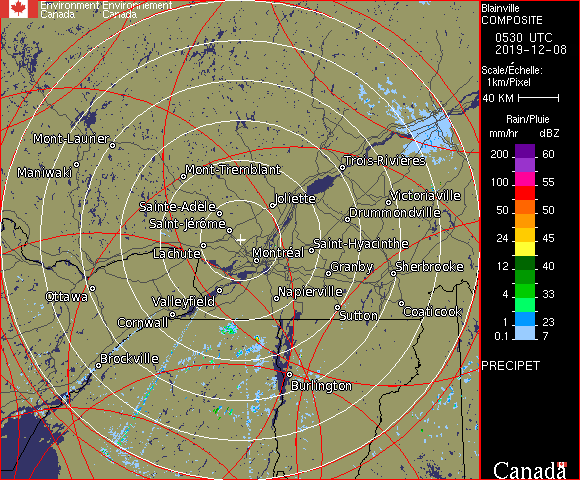 Environment Environnement
Canada Canada
Blainville
COMPOSITE
0530 UTC
2019-12-08
Scale/Échelle:
1km/Pixel
40 KM
Rain/Pluie
mm/hr dBZ
200 60
100 55
50 50
24 45
12 40
4 33
1 23
0.1 7
PRECIPET
Canada
Mont-Laurier
Maniwaki
Mont-Tremblant
Trois-Rivières
Joliette
Victoriaville
Sainte-Adèle
Drummondville
Saint-Jérôme
Saint-Hyacinthe
Lachute
Montréal
Granby
Sherbrooke
Ottawa
Valleyfield
Napierville
Cornwall
Sutton
Coaticook
Brockville
Burlington